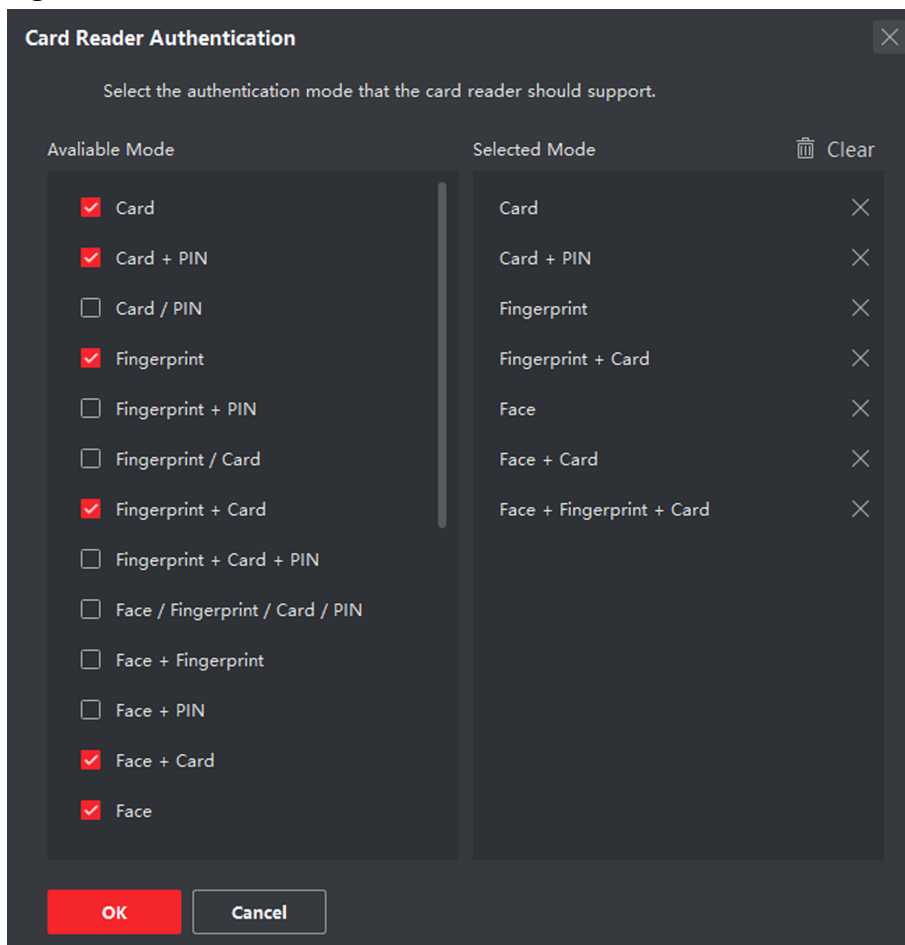 Card Reader Authentication
Select the authentication mode that the card reader should support.
Avaliable Mode
Card
Card + PIN
Card / PIN
Fingerprint
Fingerprint + PIN
Fingerprint / Card
Fingerprint + Card
Fingerprint + Card + PIN
Face / Fingerprint / Card / PIN
Face + Fingerprint
Face + PIN
Face + Card
Face
Selected Mode
Clear
Card
Card + PIN
Fingerprint
Fingerprint + Card
Face
Face + Card
Face + Fingerprint + Card
OK
Cancel